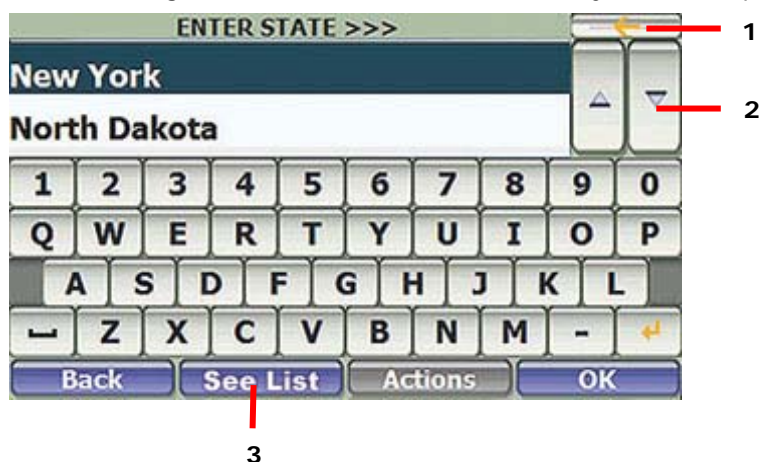 ENTER STATE >>>
1
New York
2
North Dakota
1 2 3 4 5 6 7 8 9 0
Q W E R T Y U I O P
A S D F G H J K L
Z X C V B N M -
Back See List Actions OK
3